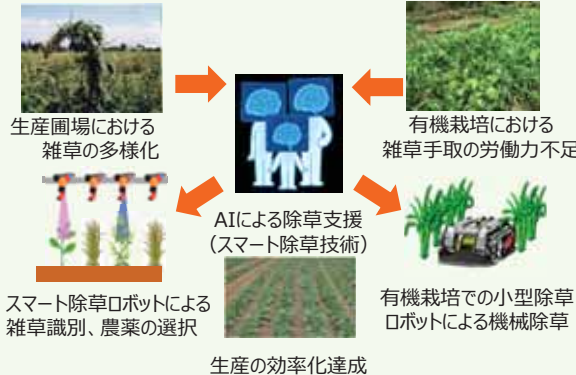 生産圃場における
雑草の多様化
有機栽培における
雑草手取の労働力不足
AIによる除草支援
（スマート除草技術）
スマート除草ロボットによる
雑草識別、農薬の選択
有機栽培での小型除草
ロボットによる機械除草
生産の効率化達成